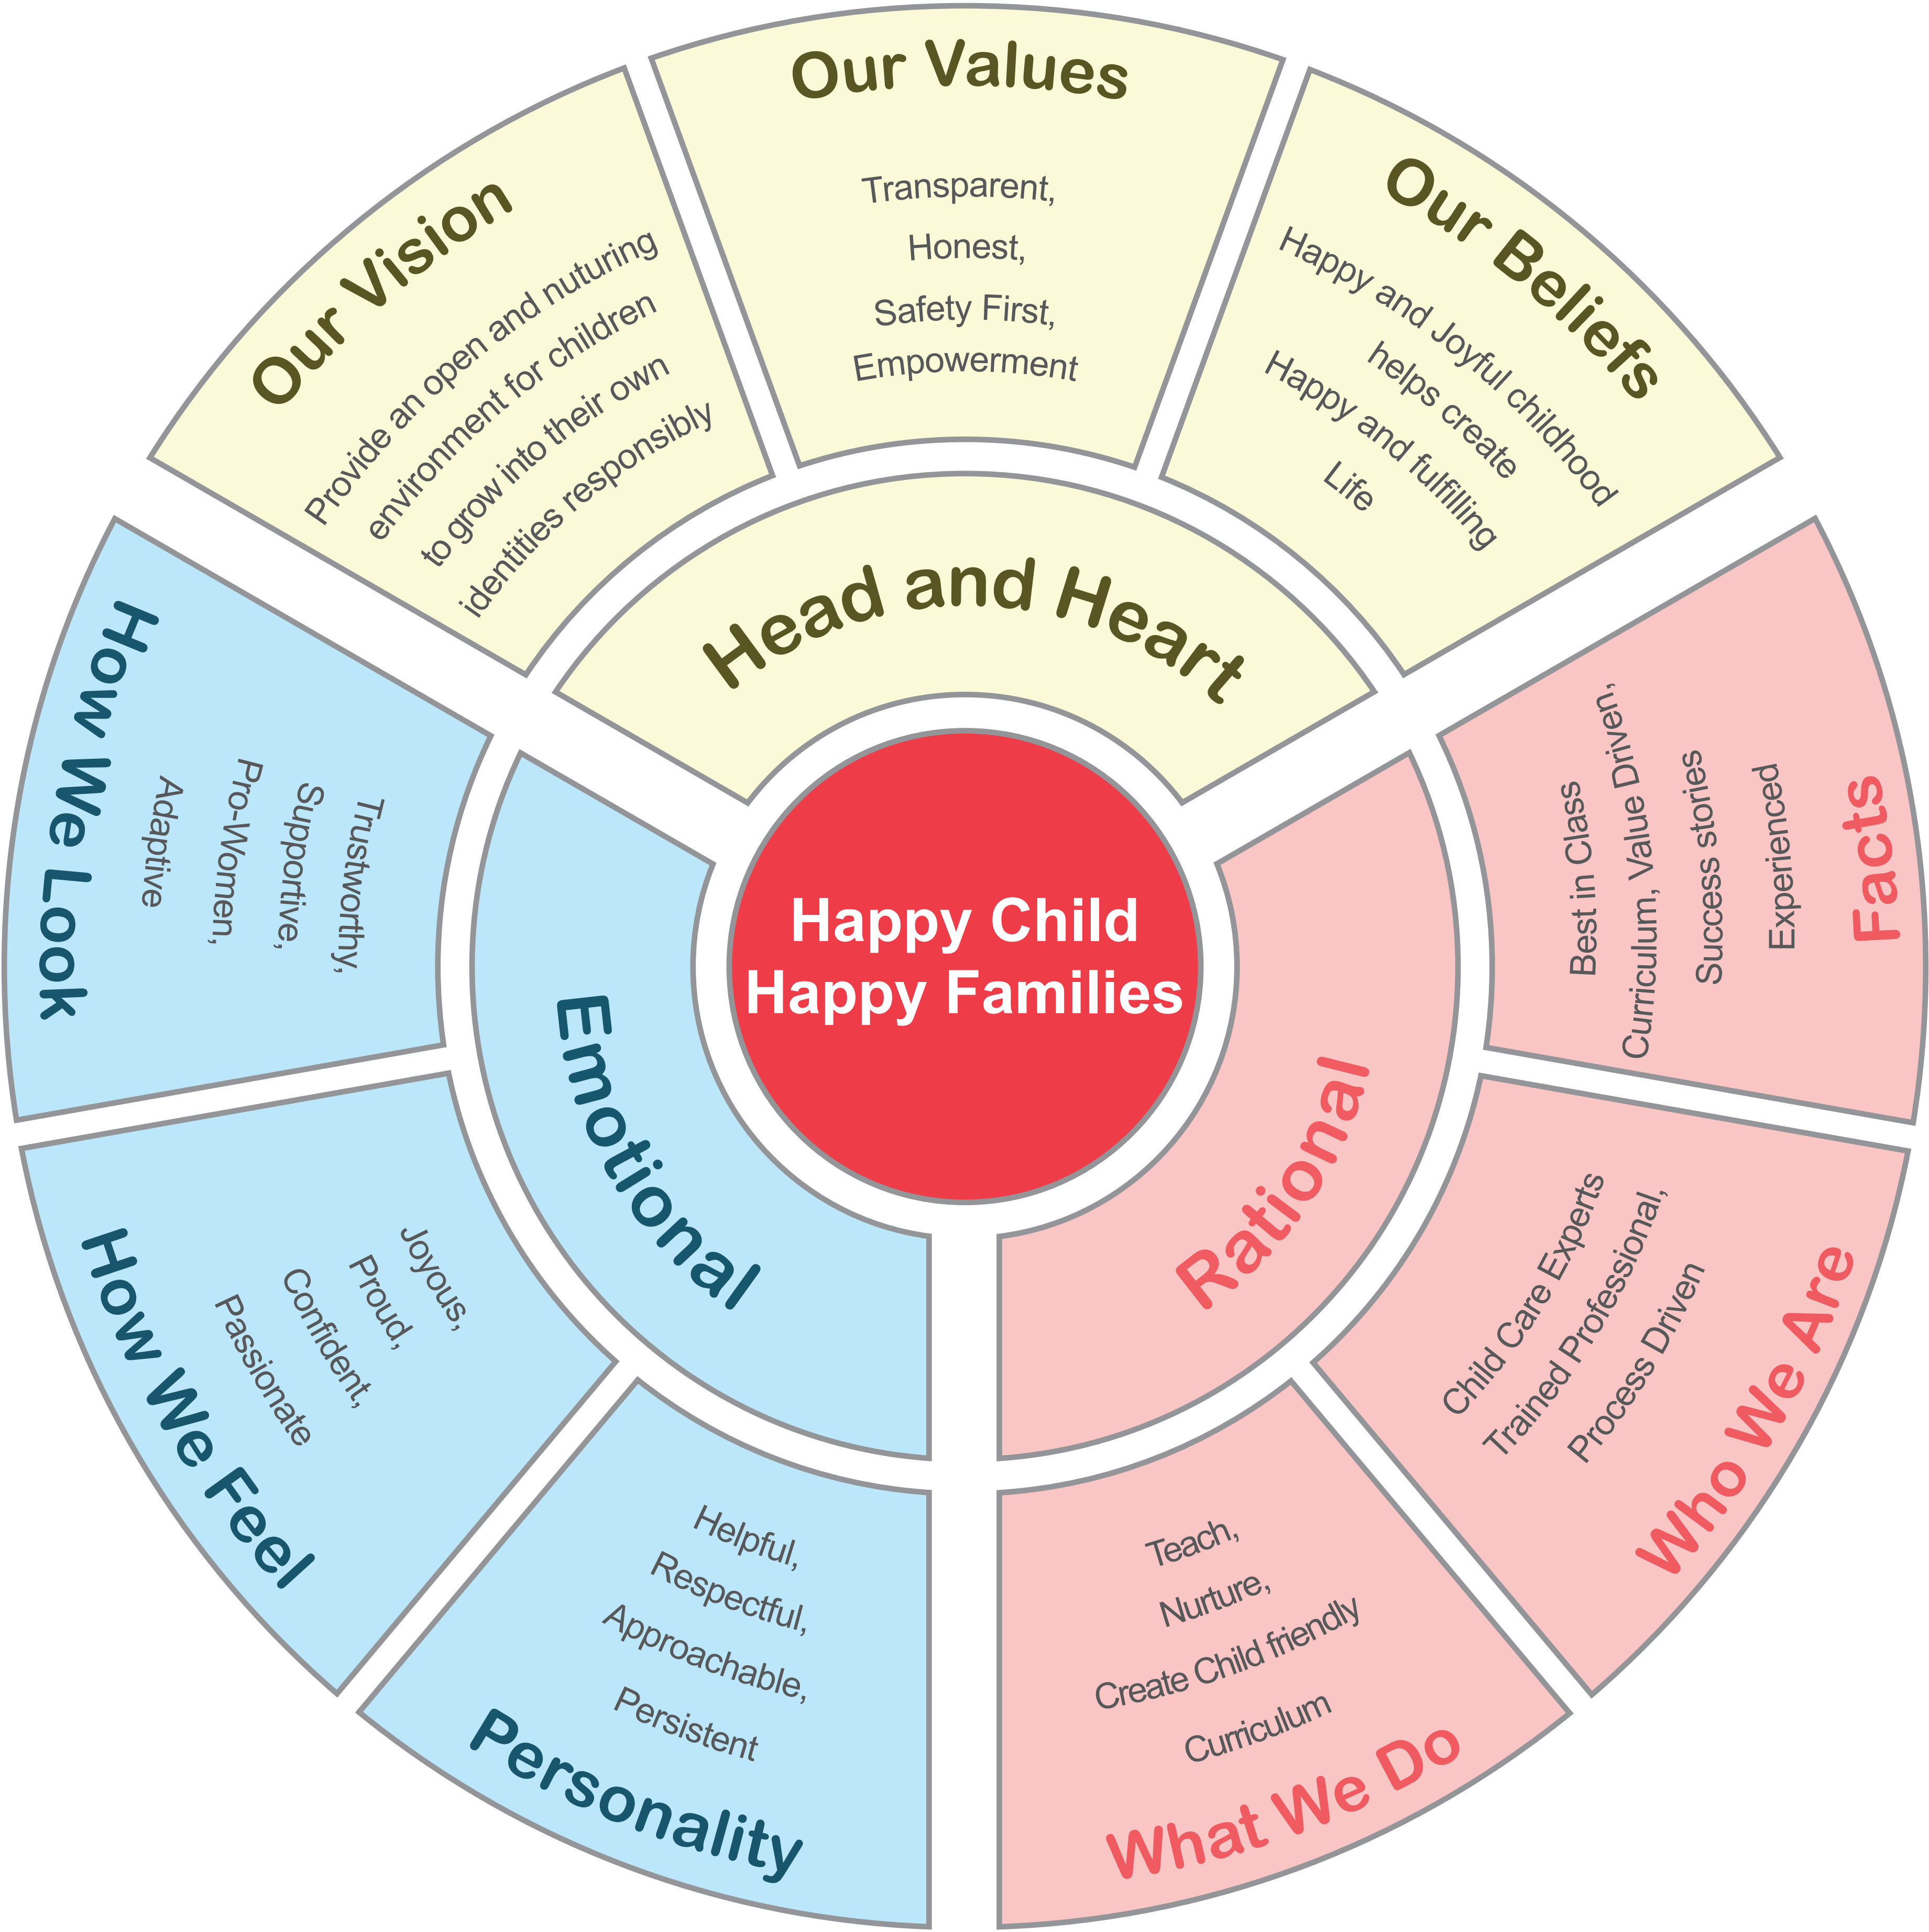 Our Values
Transparent,
Honest,
Safety First,
Empowerment
Our Beliefs
Happy and Joyful childhood
helps create
Happy and fulfilling
Life
Facts
Best in Class
Curriculum, Value Driven,
Success stories
Experienced
Who We Are
Child Care Experts
Trained Professional,
Process Driven
What We Do
Teach,
Nurture,
Create Child friendly
Curriculum
Personality
Helpful,
Respectful,
Approachable,
Persistent
How We Feel
Joyous,
Proud,
Confident,
Passionate
How We Look
Trustworthy,
Supportive,
Pro-Women,
Adaptive
Our Vision
Provide an open and nuturing
environment for children
to grow into their own
identities responsibly
Head and Heart
Rational
Emotional
Happy Child
Happy Families